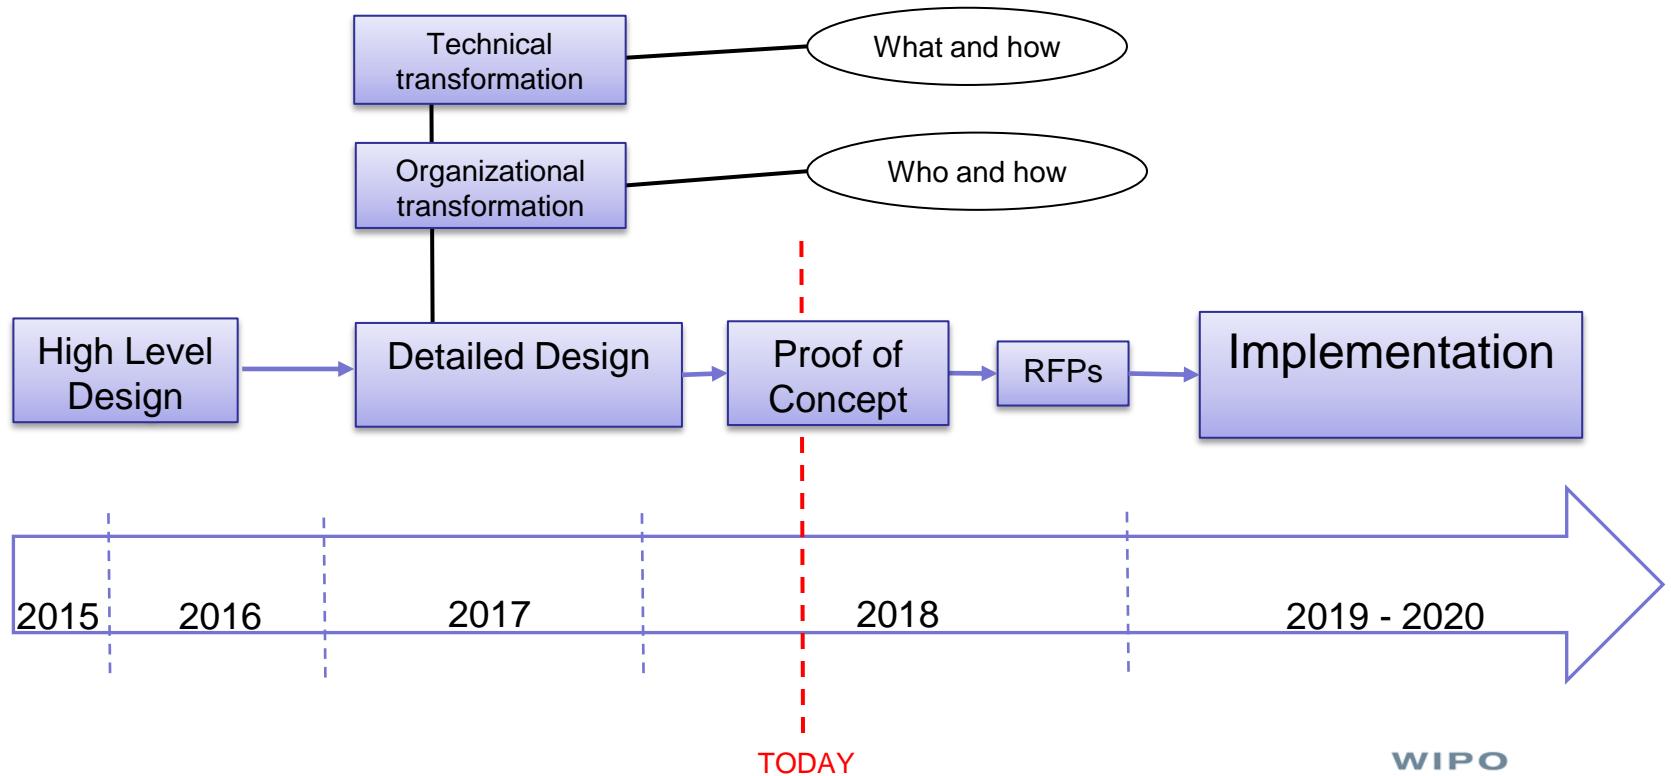 Technical
transformation
What and how
Organizational
transformation
Who and how
High Level
Design
Detailed Design
Proof of
Concept
RFPs
Implementation
2015
2016
2017
2018
2019 - 2020
TODAY
WIPO